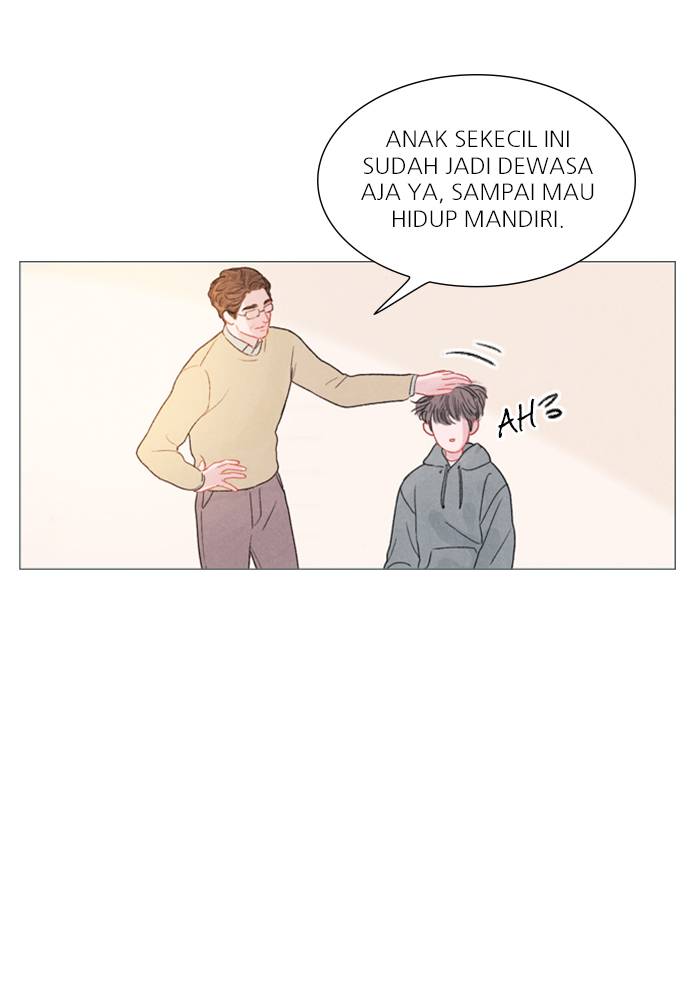 ANAK SEKECIL INI
SUDAH JADI DEWASA
AJA YA, SAMPAI MAU
HIDUP MANDIRI.
AH